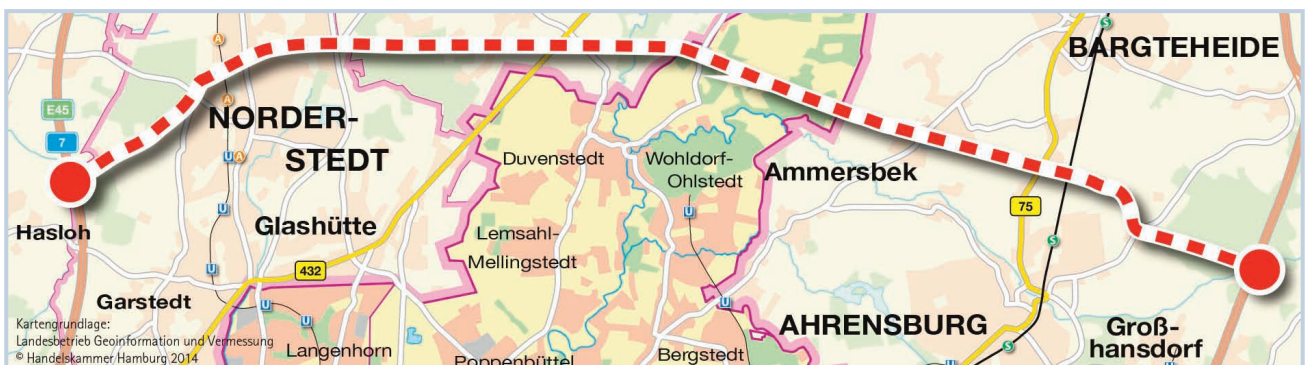 BARGTEHEIDE
S
A
E45
7
A
NORDER-
STEDT
U A
Duvenstedt
Wohldorf-
Ohlstedt
Ammersbek
U
U
75
Hasloh
Glashütte
Lemsahl-
Mellingstedt
S
U
432
Garstedt
U
U
U
AHRENSBURG
Groß-
hansdorf
Kartengrundlage:
Landesbetrieb Geoinformation und Vermessung
© Handelskammer Hamburg 2014
Langenhorn
Poppenbüttel
Bergstedt
S
U